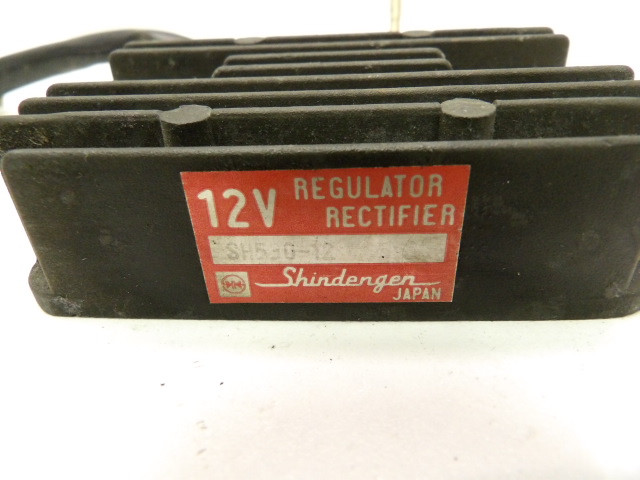 12V REGULATOR
RECTIFIER
Shindengen
JAPAN